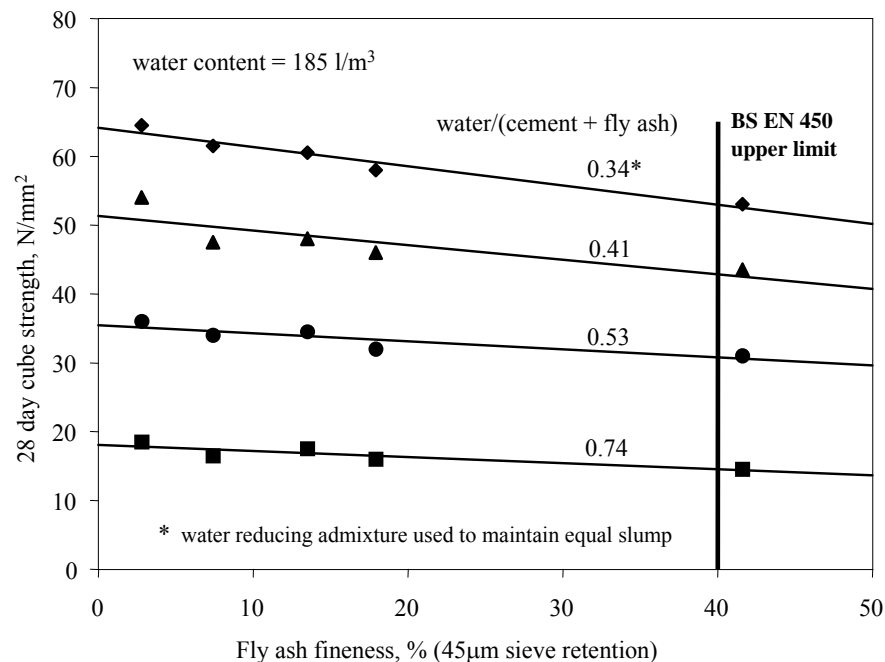 80
70
60
50
40
30
20
10
0
28 day cube strength, N/mm²
water content = 185 l/m³
water/(cement + fly ash)
BS EN 450
upper limit
0.34*
0.41
0.53
0.74
* water reducing admixture used to maintain equal slump
0 10 20 30 40 50
Fly ash fineness, % (45μm sieve retention)